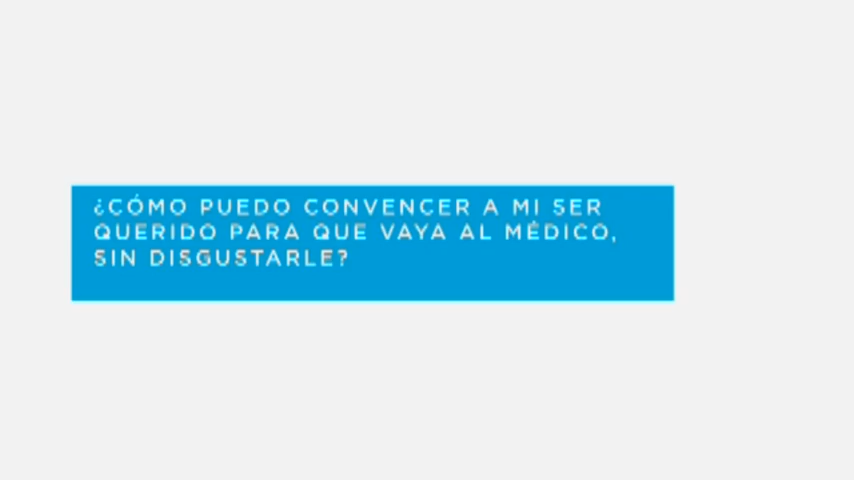 ¿CÓMO PUEDO CONVENCER A MI SER
QUERIDO PARA QUE VAYA AL MÉDICO,
SIN DISGUSTARLE?